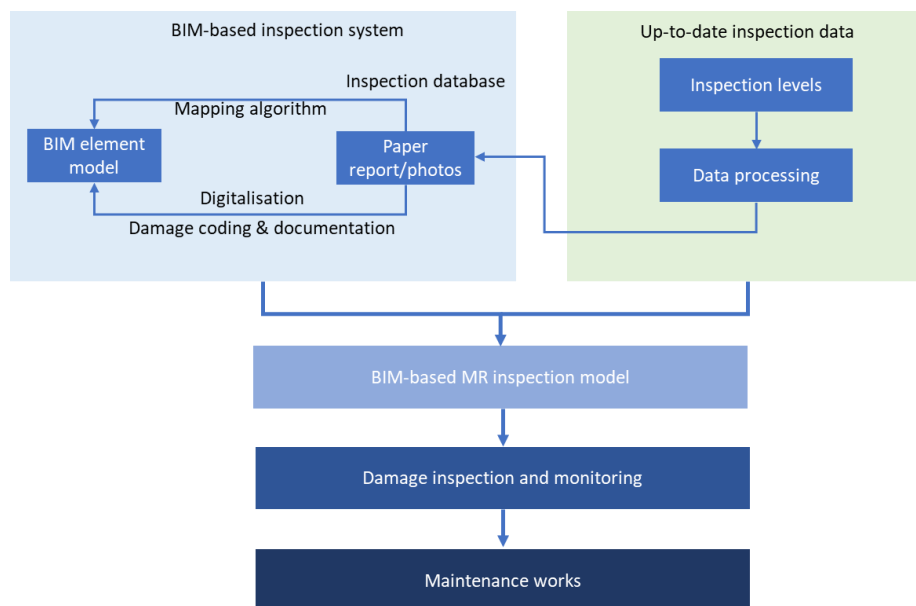 BIM-based inspection system
Inspection database
Mapping algorithm
BIM element
model
Paper
report/photos
Digitalisation
Damage coding & documentation
Up-to-date inspection data
Inspection levels
Data processing
BIM-based MR inspection model
Damage inspection and monitoring
Maintenance works